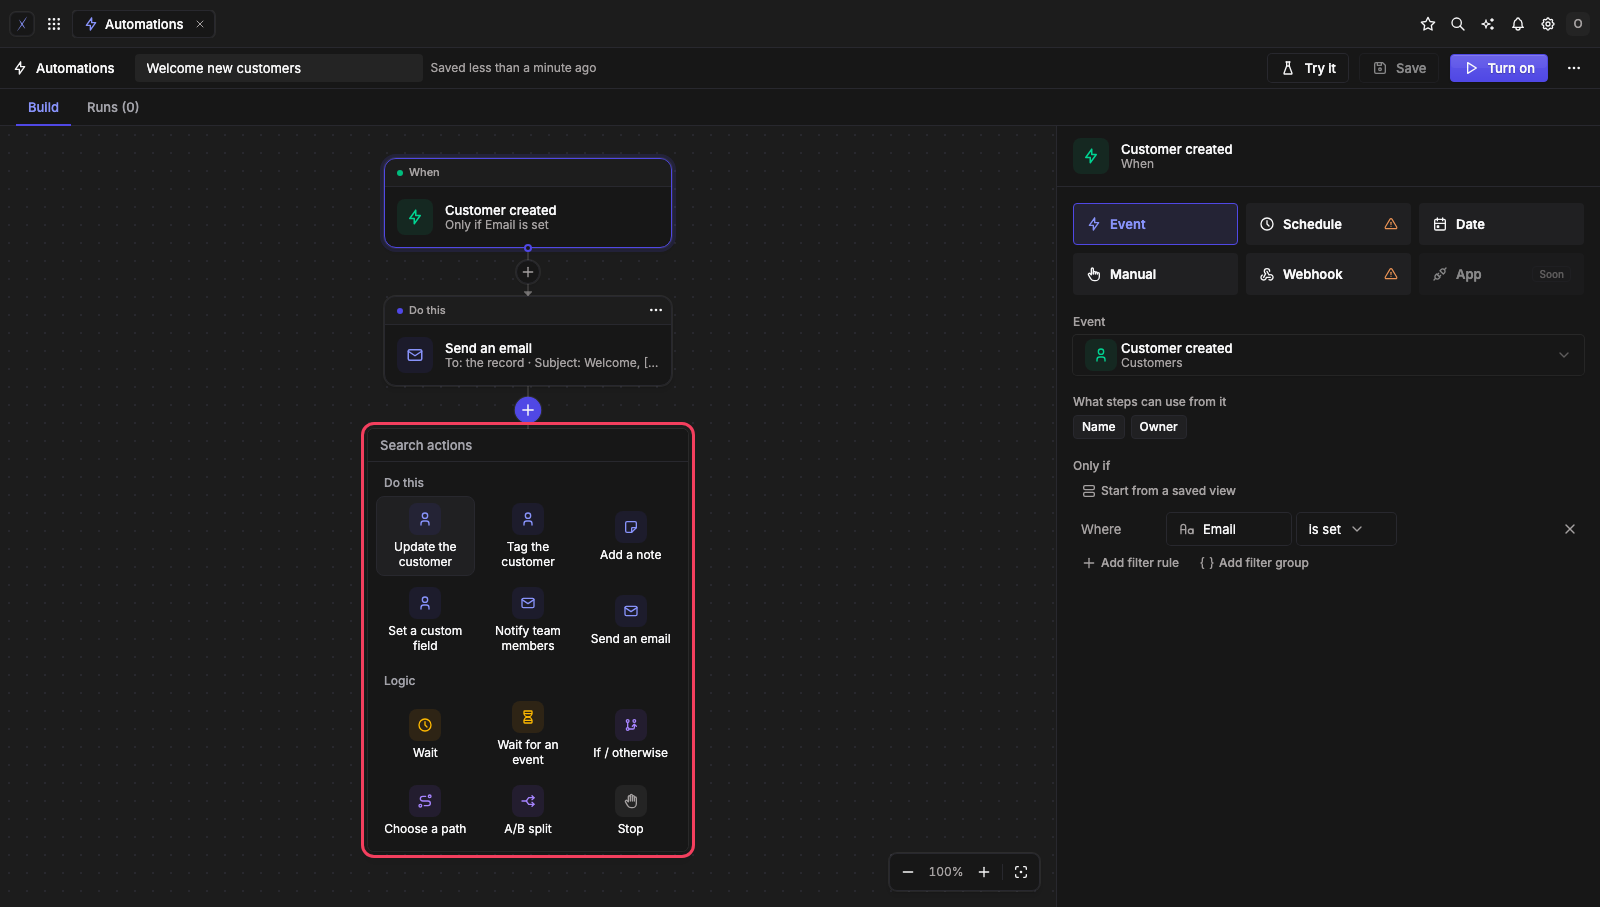 Automations
O
Automations
Welcome new customers
Saved less than a minute ago
Try it
Save
Turn on
Build
Runs (0)
When
Customer created
Only if Email is set
Do this
Send an email
To: the record · Subject: Welcome, [...
Search actions
Do this
Update the
customer
Tag the
customer
Add a note
Set a custom
field
Notify team
members
Send an email
Logic
Wait
Wait for an
event
If / otherwise
Choose a path
A/B split
Stop
100%
Customer created
When
Event
Schedule
Date
Manual
Webhook
App
Soon
Event
Customer created
Customers
What steps can use from it
Name
Owner
Only if
Start from a saved view
Where
Aa
Email
is set
Add filter rule
{ } Add filter group